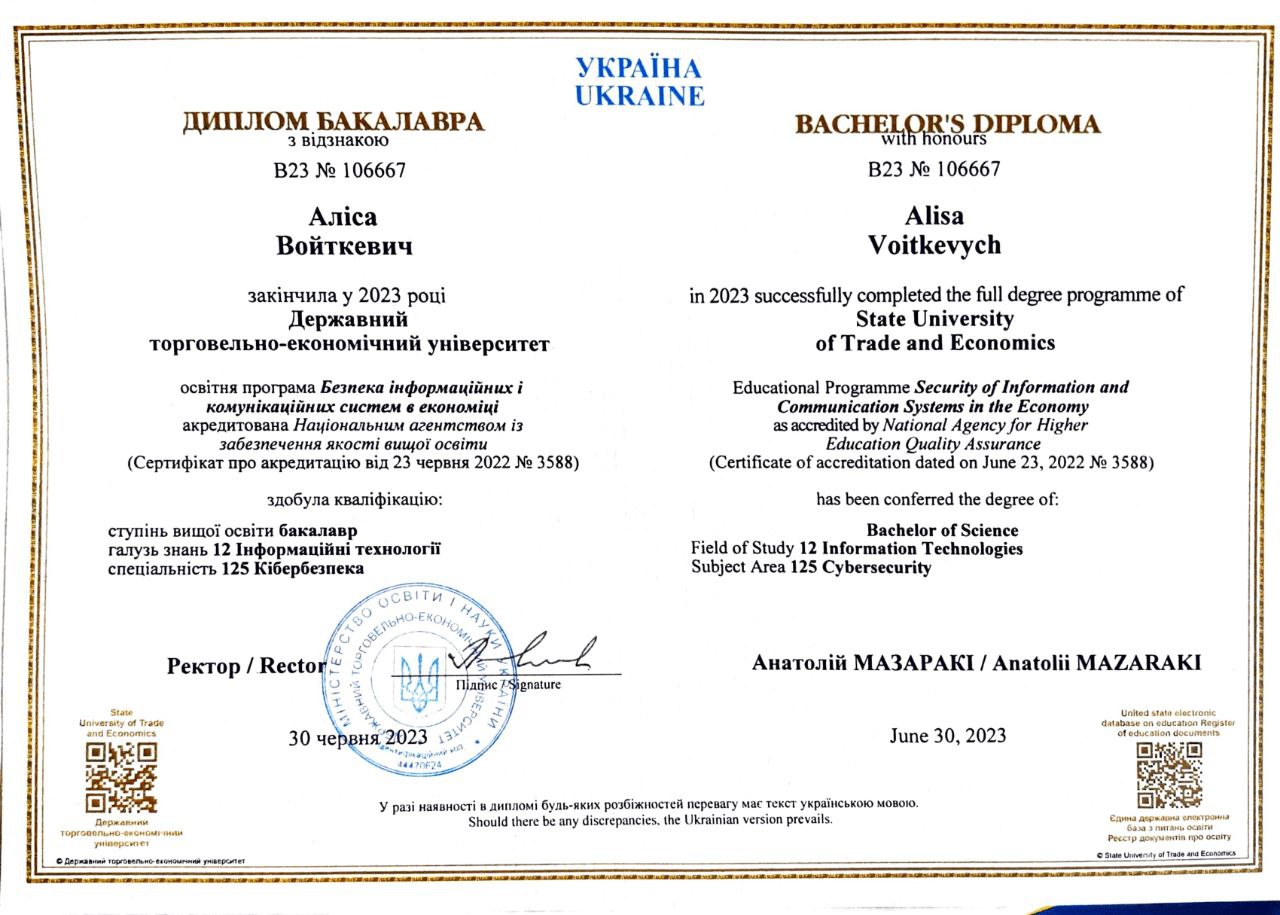 УКРАЇНА
UKRAINE
ДИПЛОМ БАКАЛАВРА
з відзнакою
В23 № 106667
Аліса
Войткевич
закінчила у 2023 році
Державний
торговельно-економічний університет
освітня програма Безпека інформаційних і
комунікаційних систем в економіці
акредитована Національним агентством із
забезпечення якості вищої освіти
(Сертифікат про акредитацію від 23 червня 2022 № 3588)
здобула кваліфікацію:
ступінь вищої освіти бакалавр
галузь знань 12 Інформаційні технології
спеціальність 125 Кібербезпека
BACHELOR'S DIPLOMA
with honours
B23 № 106667
Alisa
Voitkevych
in 2023 successfully completed the full degree programme of
State University
of Trade and Economics
Educational Programme Security of Information and
Communication Systems in the Economy
as accredited by National Agency for Higher
Education Quality Assurance
(Certificate of accreditation dated on June 23, 2022 № 3588)
has been conferred the degree of:
Bachelor of Science
Field of Study 12 Information Technologies
Subject Area 125 Cybersecurity
Ректор / Rector
Підпис / Signature
Анатолій МАЗАРАКІ / Anatolii MAZARAKI
МІНІСТЕРСТВО ОСВІТИ І НАУКИ УКРАЇНИ
ДЕРЖАВНИЙ ТОРГОВЕЛЬНО-ЕКОНОМІЧНИЙ УНІВЕРСИТЕТ
ідентифікаційний код
44470624
30 червня 2023
June 30, 2023
State
University of Trade
and Economics
Державний
торговельно-економічний
університет
United state electronic
database on education Register
of education documents
Єдина державна електронна
база з питань освіти
Реєстр документів про освіту
У разі наявності в дипломі будь-яких розбіжностей перевагу має текст українською мовою.
Should there be any discrepancies, the Ukrainian version prevails.
© Державний торговельно-економічний університет
© State University of Trade and Economics